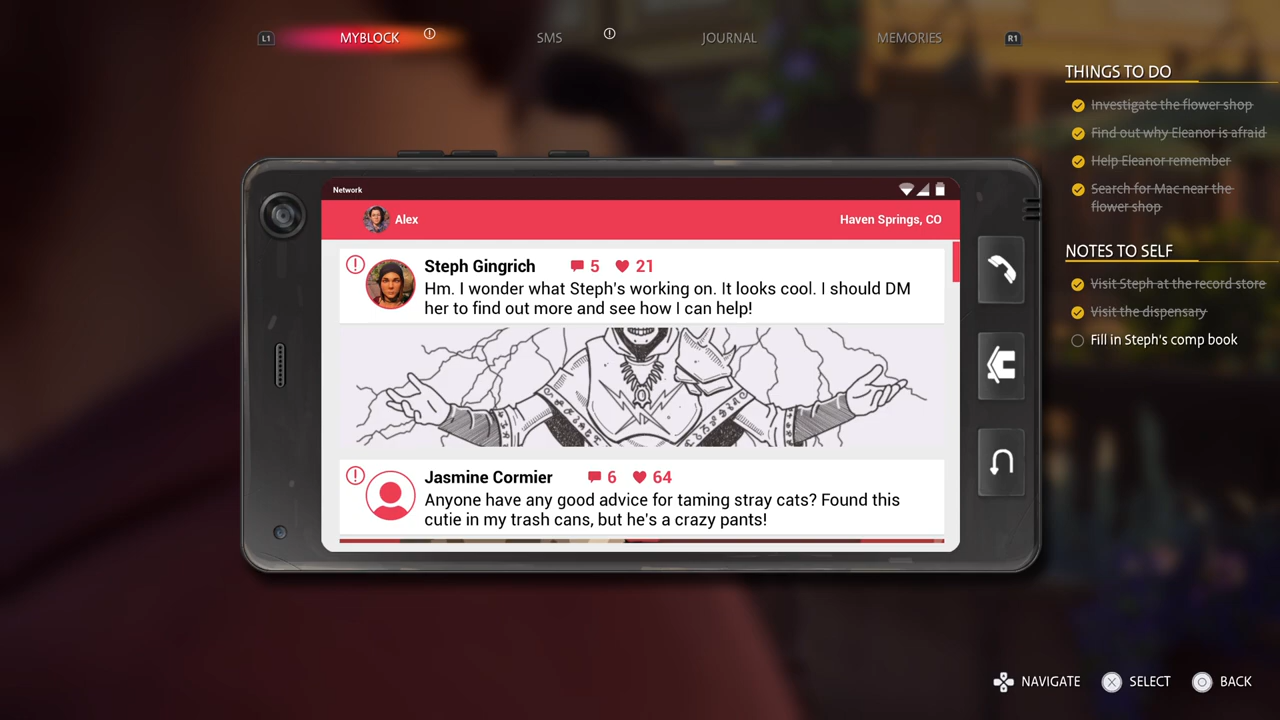 L1
MYBLOCK
SMS
JOURNAL
MEMORIES
R1
THINGS TO DO
Investigate the flower shop
Find out why Eleanor is afraid
Help Eleanor remember
Search for Mac near the
flower shop
NOTES TO SELF
Visit Steph at the record store
Visit the dispensary
Fill in Steph's comp book
Network
Alex
Haven Springs, CO
Steph Gingrich 5 21
Hm. I wonder what Steph's working on. It looks cool. I should DM
her to find out more and see how I can help!
Jasmine Cormier 6 64
Anyone have any good advice for taming stray cats? Found this
cutie in my trash cans, but he's a crazy pants!
NAVIGATE
SELECT
BACK